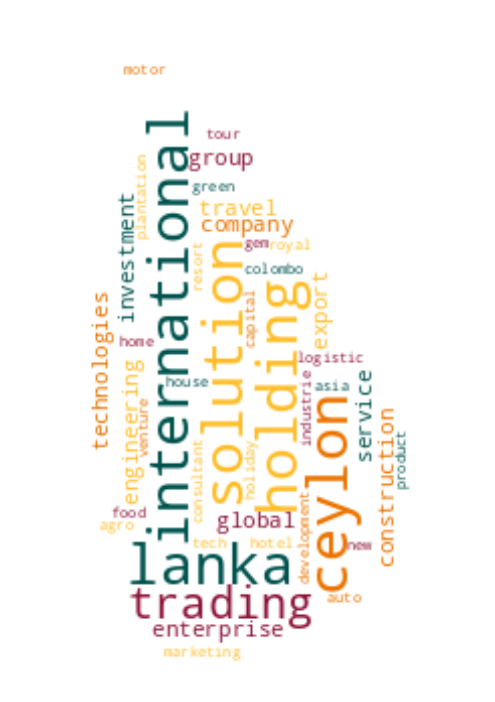 motor
international
tour
group
plantation
green
investment
travel
company
gem
royal
resort
solution
colombo
holding
export
capital
technologies
home
logistic
engineering
venture
house
industrie
asia
service
ceylon
construction
product
consultant
holiday
food
agro
global
development
tech
hotel
new
lanka
trading
auto
enterprise
marketing